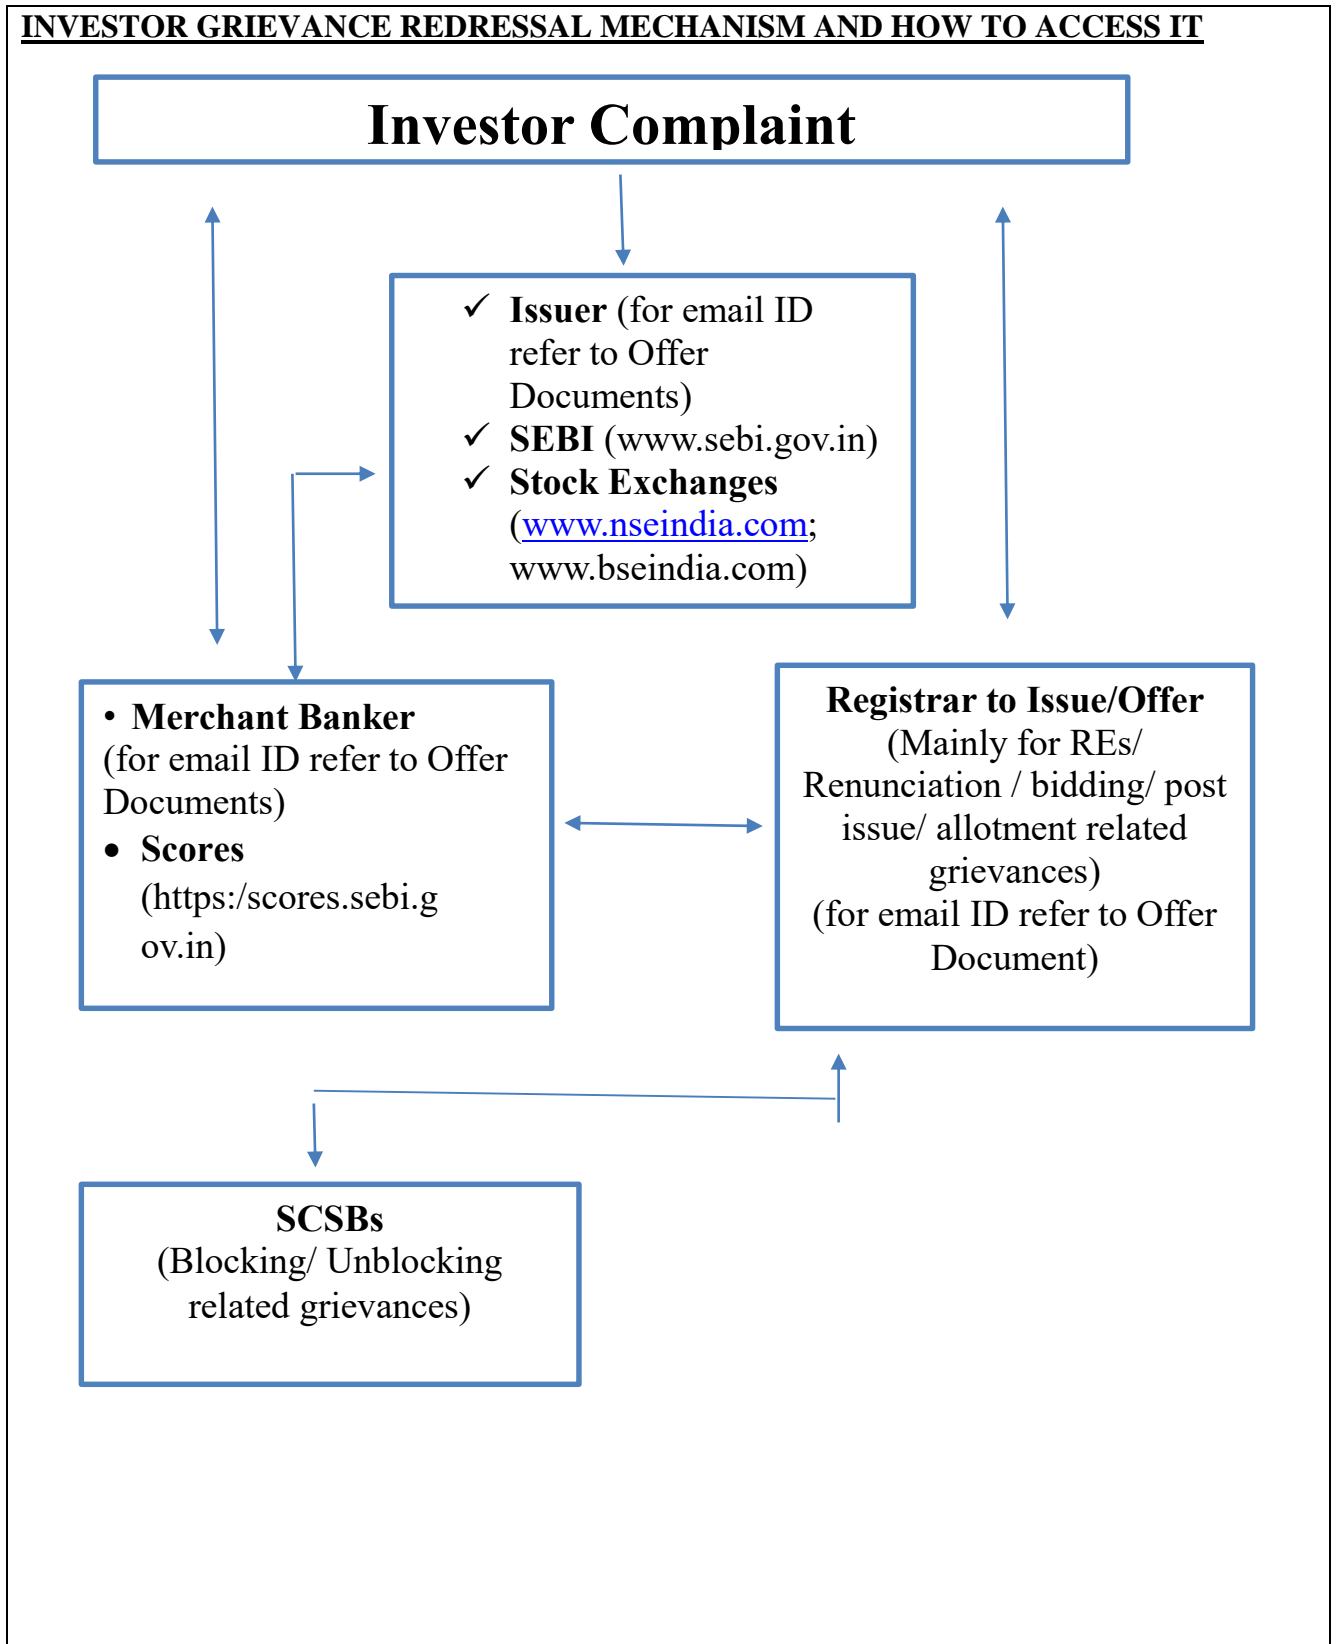 INVESTOR GRIEVANCE REDRESSAL MECHANISM AND HOW TO ACCESS IT
Investor Complaint
✓ Issuer (for email ID
refer to Offer
Documents)
✓ SEBI (www.sebi.gov.in)
✓ Stock Exchanges
(www.nseindia.com;
www.bseindia.com)
• Merchant Banker
(for email ID refer to Offer
Documents)
• Scores
(https:/scores.sebi.g
ov.in)
Registrar to Issue/Offer
(Mainly for REs/
Renunciation / bidding/ post
issue/ allotment related
grievances)
(for email ID refer to Offer
Document)
SCSBs
(Blocking/ Unblocking
related grievances)